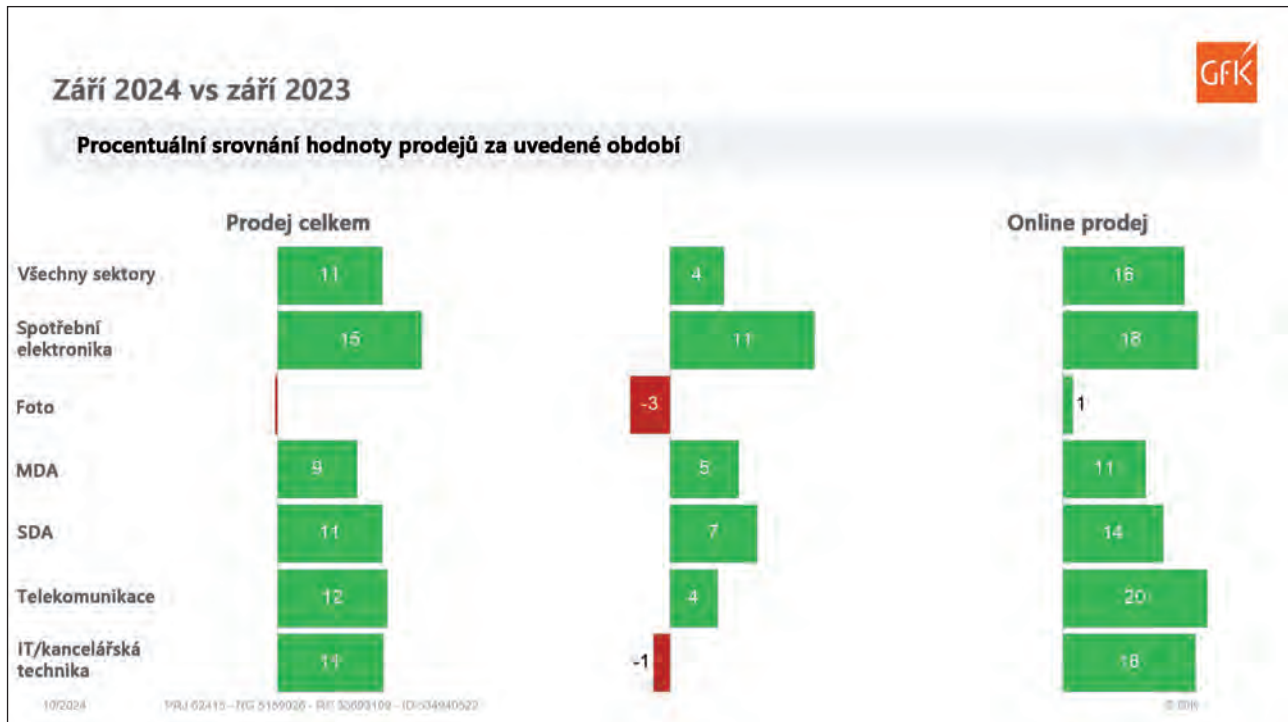 GFK
Září 2024 vs září 2023
Procentuální srovnání hodnoty prodejů za uvedené období
Prodej celkem
Online prodej
Všechny sektory
11
4
16
Spotřební
elektronika
15
11
18
Foto
-3
1
MDA
9
5
11
SDA
11
7
14
Telekomunikace
12
4
20
IT/kancelářská
technika
11
-1
18
10/2024